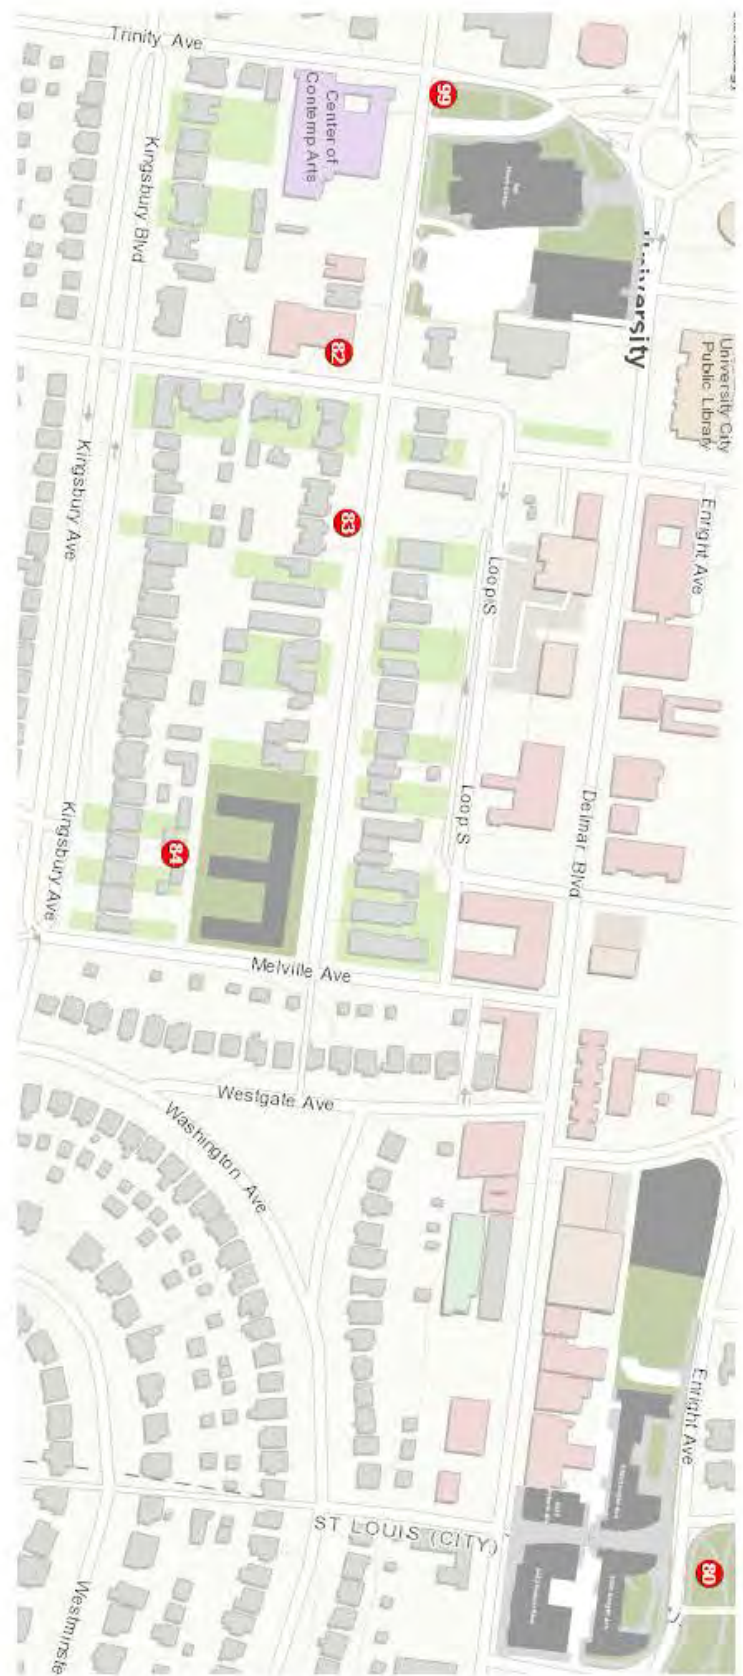 Trinity Ave
99
Center of
Contemp Arts
Kingsbury Blvd
University
82
University City
Public Library
Kingsbury Ave
83
Enright Ave
Loop S
Loop S
Delmar Blvd
Kingsbury Ave
84
Melville Ave
Westgate Ave
Washington Ave
Enright Ave
ST LOUIS (CITY)
80
Westminste